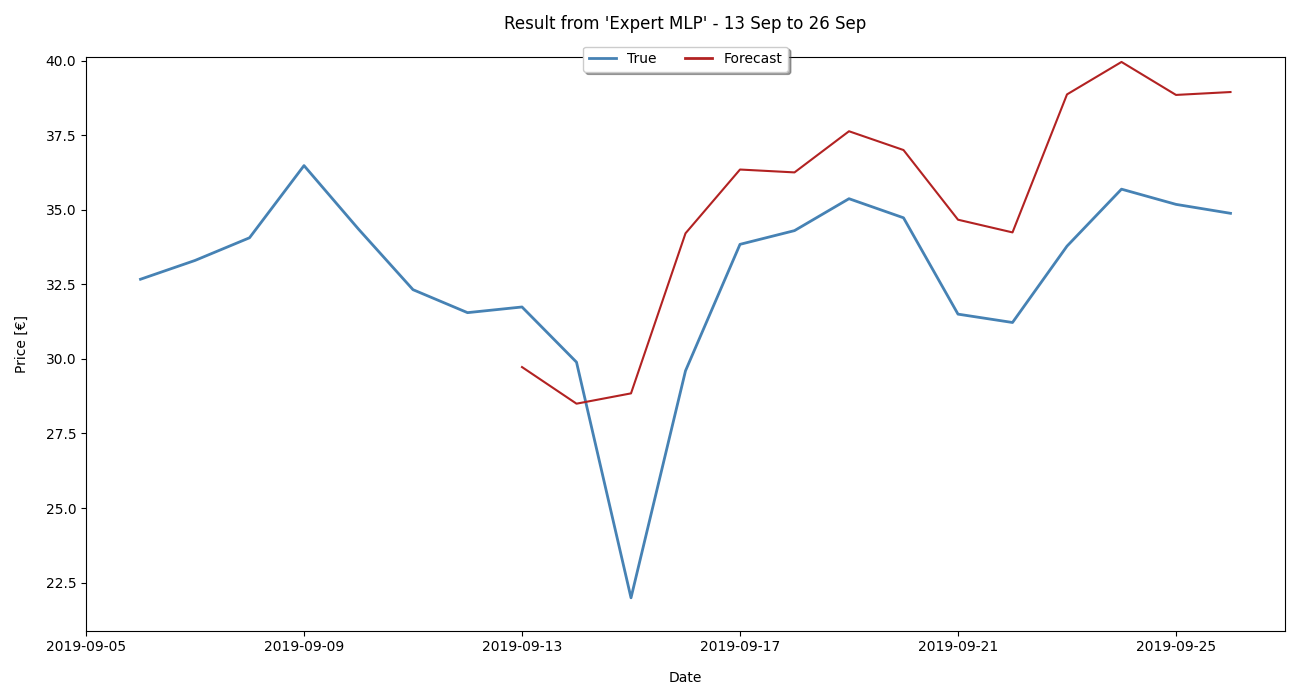 Result from 'Expert MLP' - 13 Sep to 26 Sep
True Forecast
40.0
37.5
35.0
32.5
30.0
27.5
25.0
22.5
Price [€]
2019-09-05 2019-09-09 2019-09-13 2019-09-17 2019-09-21 2019-09-25
Date